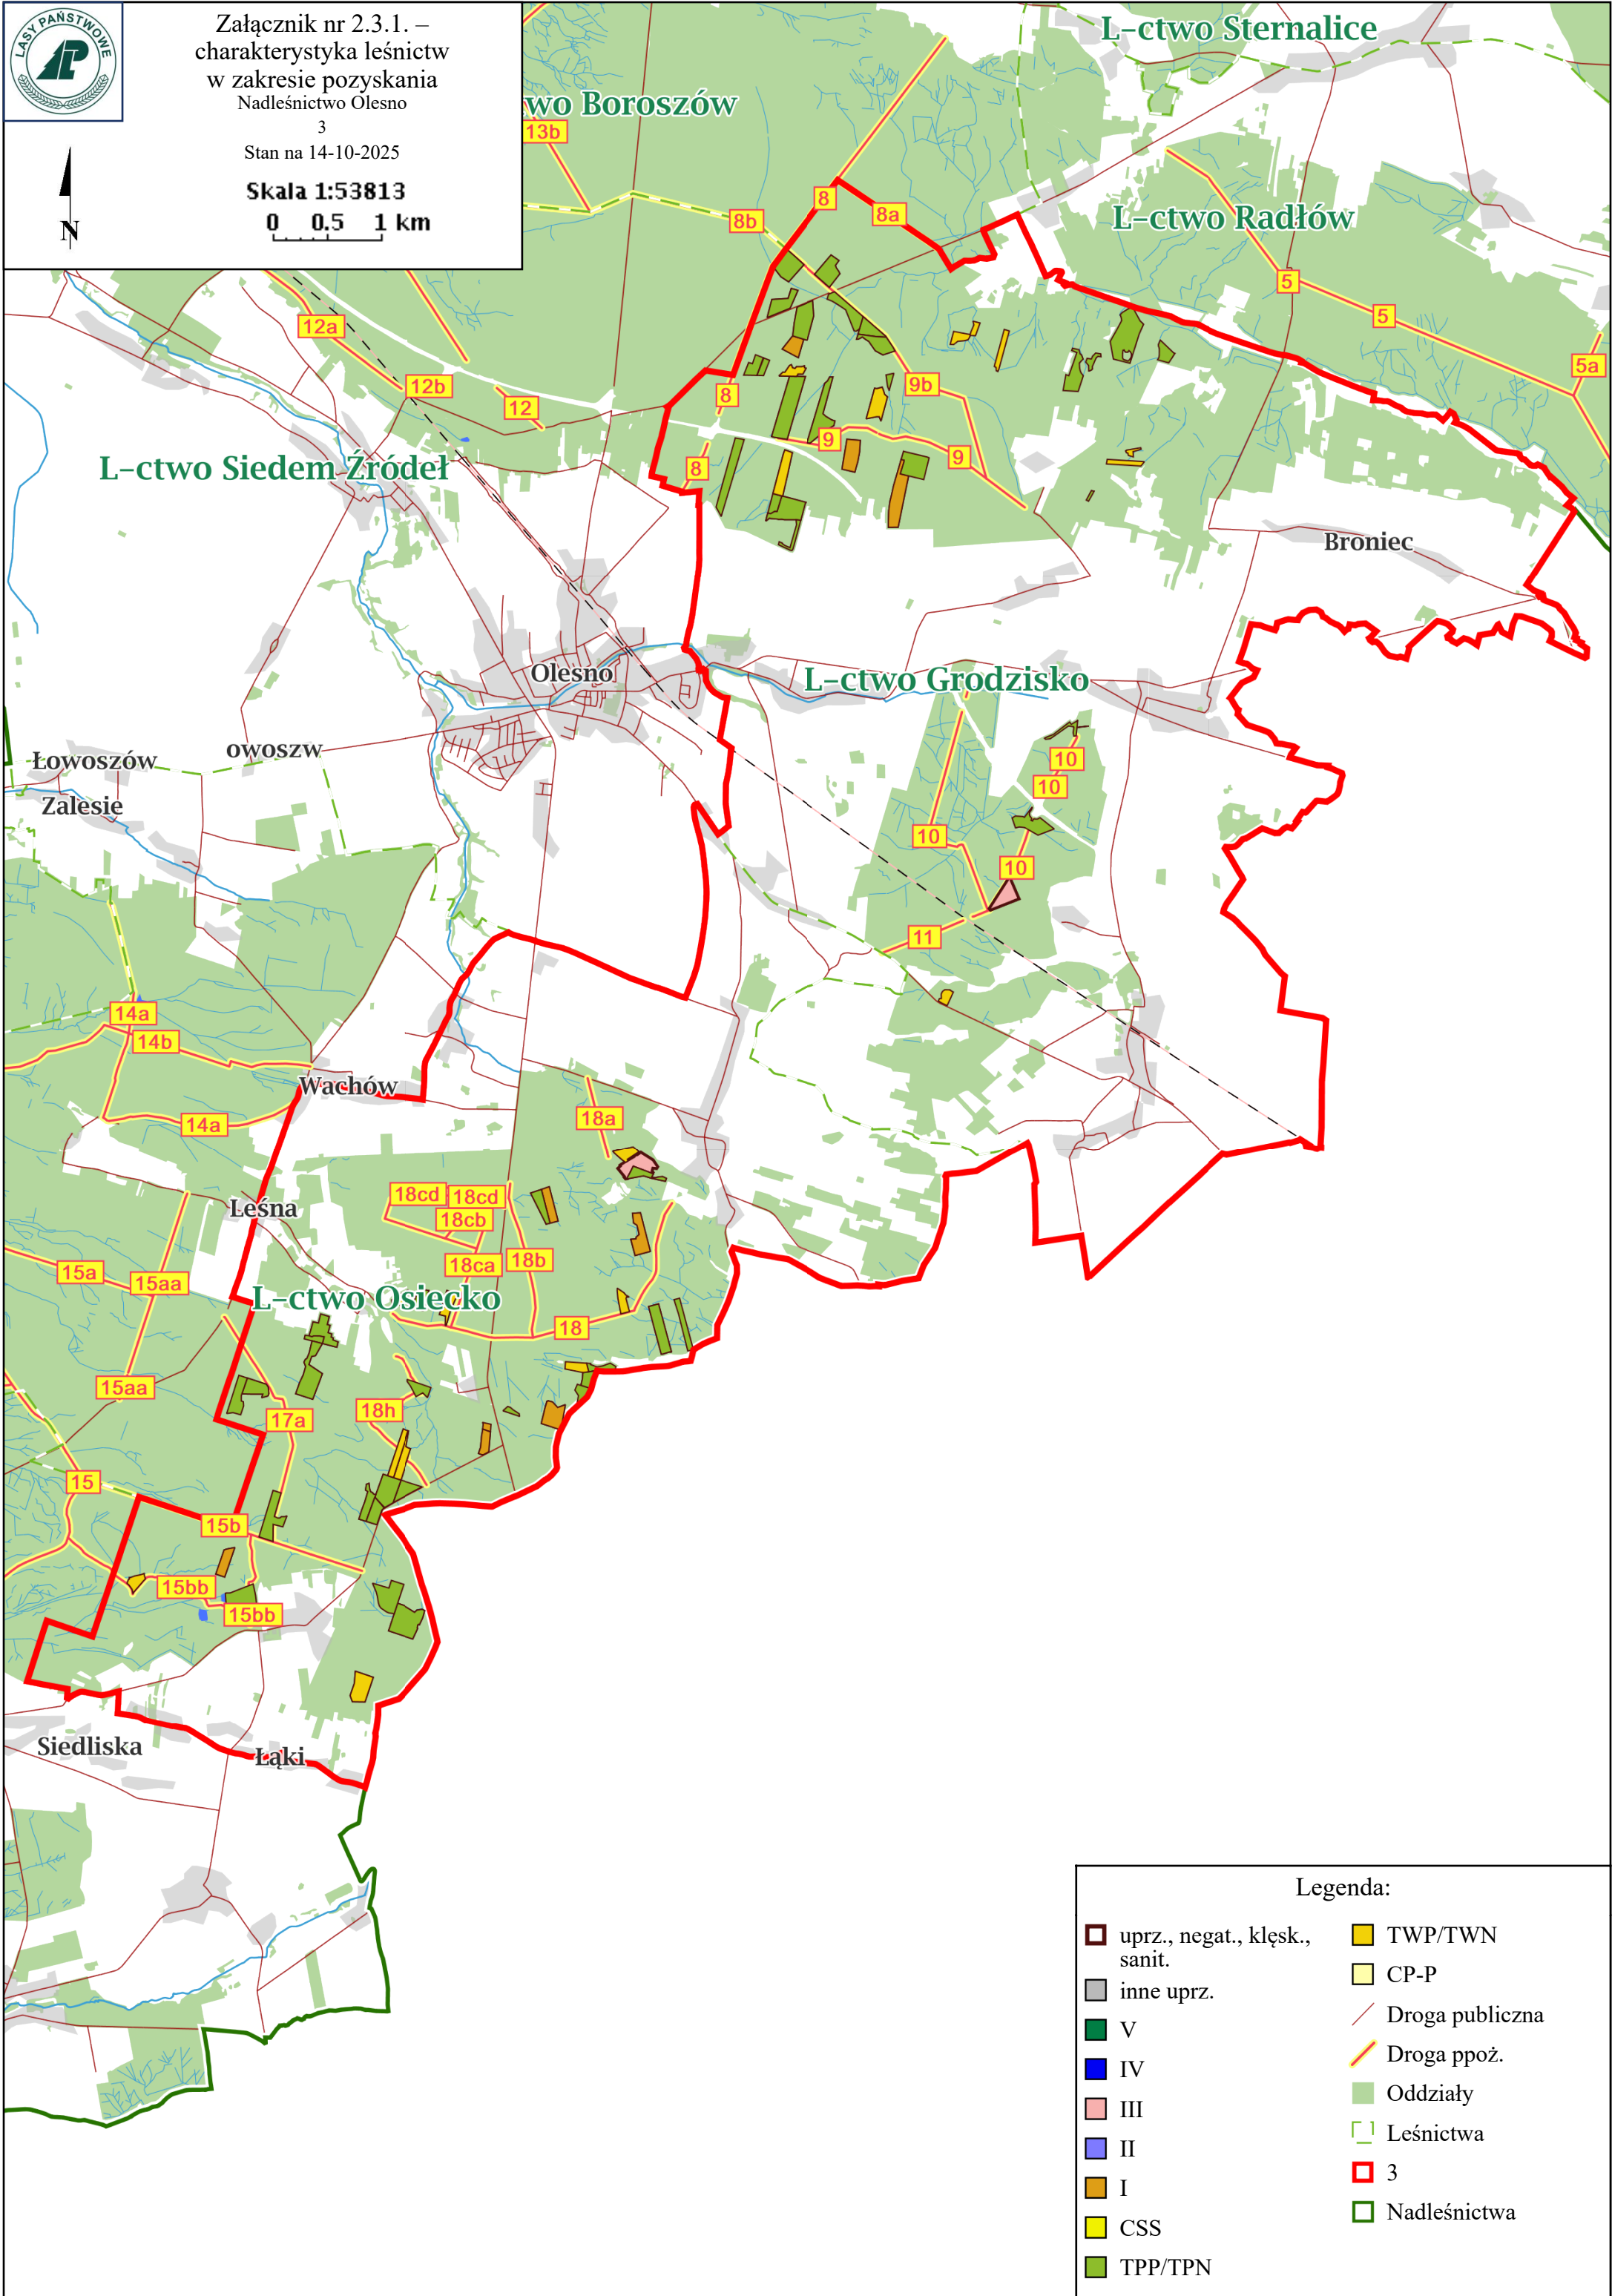 LASY PAŃSTWOWE
Załącznik nr 2.3.1. –
charakterystyka leśnictw
w zakresie pozyskania
Nadleśnictwo Olesno
3
Stan na 14-10-2025
Skala 1:53813
0 0.5 1 km
N
L-ctwo Sternalice
wo Boroszów
13b
8
8a
8b
L-ctwo Radłów
5
5
5a
12a
12b
12
8
9b
9
9
8
L-ctwo Siedem Źródeł
Broniec
Olesno
L-ctwo Grodzisko
owoszw
Łowoszów
Zalesie
10
10
10
10
11
14a
14b
Wachów
14a
18a
18cd
18cd
18cb
Leśna
18ca
18b
15a
15aa
L-ctwo Osiecko
18
15aa
18h
17a
15
15b
15bb
15bb
Siedliska
Łąki
Legenda:
uprz., negat., klęsk.,
sanit.
inne uprz.
V
IV
III
II
I
CSS
TPP/TPN
TWP/TWN
CP-P
Droga publiczna
Droga ppoż.
Oddziały
Leśnictwa
3
Nadleśnictwa